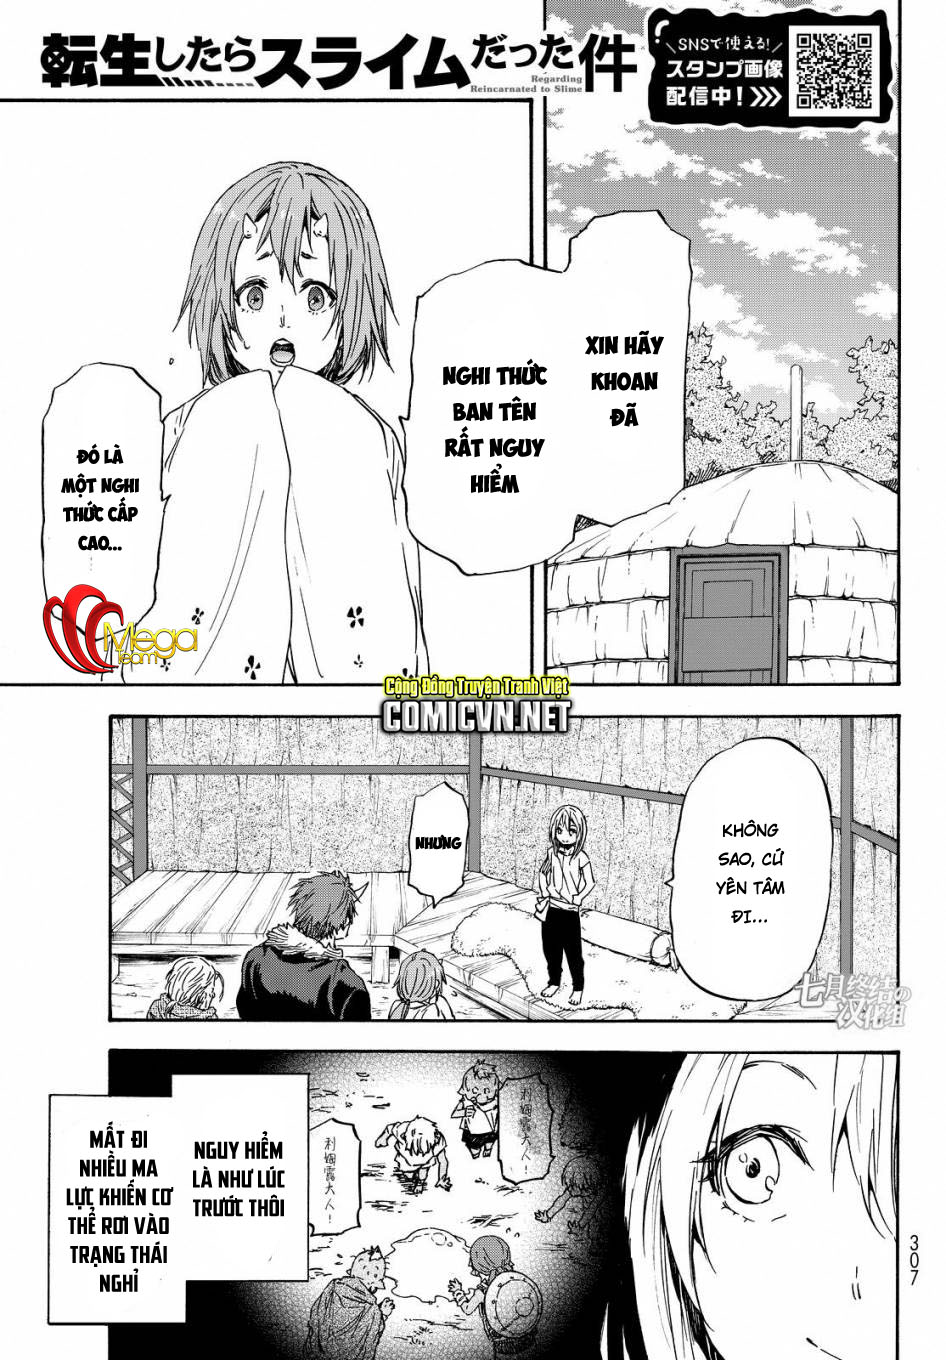 転生したらスライムだった件
Regarding
Reincarnated to Slime
SNSで使える!
スタンプ画像
配信中!
XIN HÃY
KHOAN
ĐÃ
NGHI THỨC
BAN TÊN
RẤT NGUY
HIỂM
ĐÓ LÀ
MỘT NGHI
THỨC CẤP
CAO...
Mega
Team
Cộng Đồng Truyện Tranh Việt
COMICVN.NET
KHÔNG
SAO, CỨ
YÊN TÂM
ĐI...
NHƯNG
七月终结の
汉化组
利姆露大人!
利姆露大人!
NGUY HIỂM
LÀ NHƯ LÚC
TRƯỚC THÔI
MẤT ĐI
NHIỀU MA
LỰC KHIẾN CƠ
THỂ RƠI VÀO
TRẠNG THÁI
NGHỈ
307